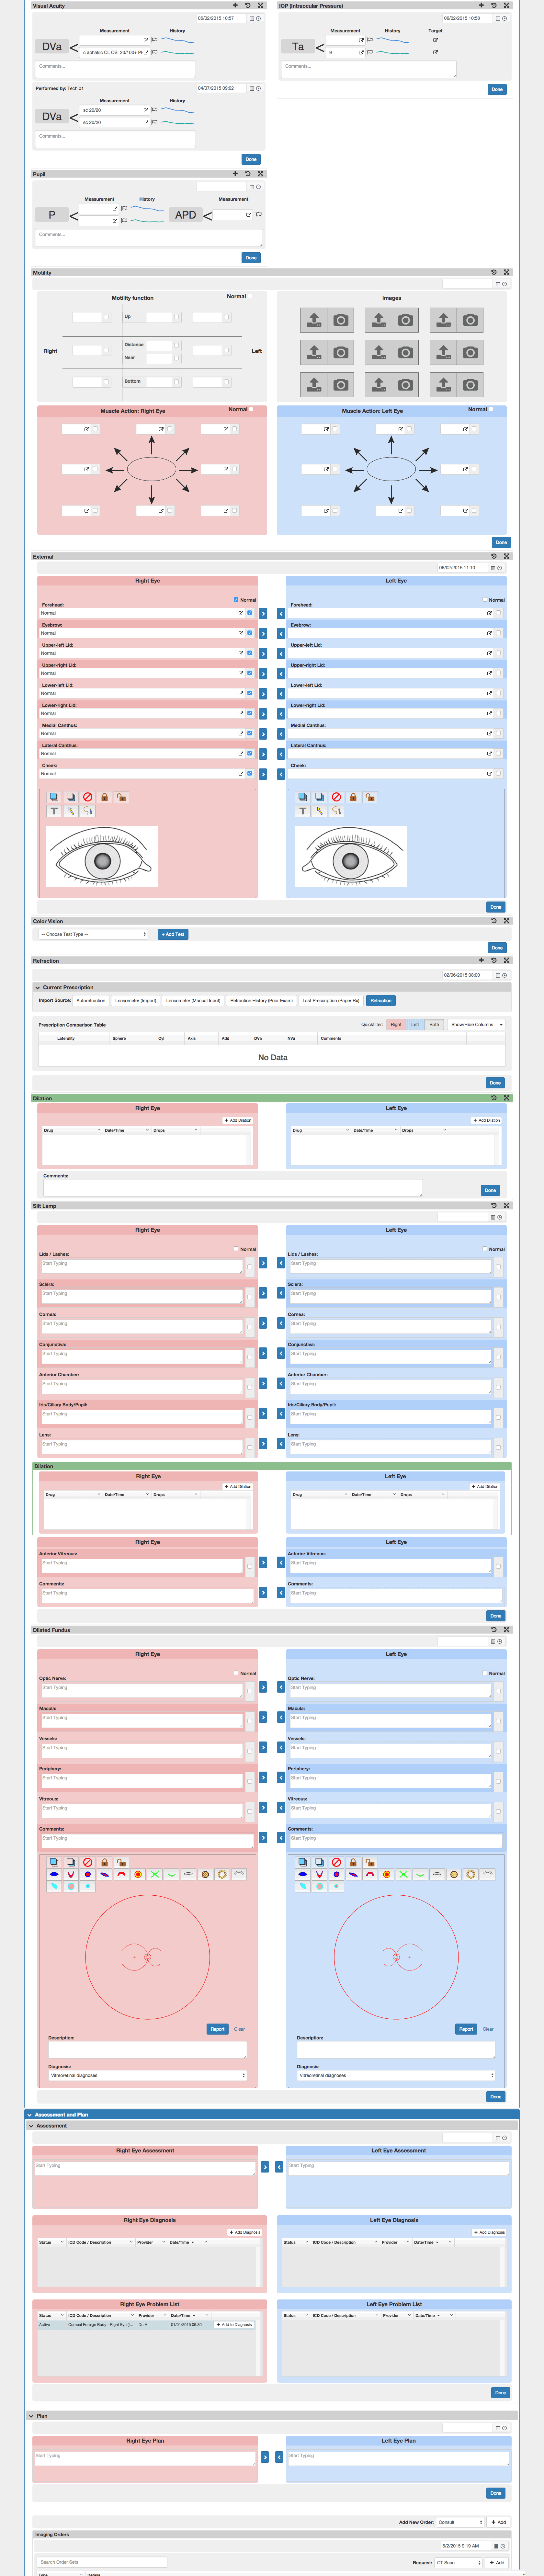 Visual Acuity
08/02/2015 10:57
Measurement History
DVa
c aphakic CL OS 20/100+ PH
Comments...
Performed by: Tech 01 04/07/2015 09:02
Measurement History
DVa
sc 20/20
sc 20/20
Comments...
Done
IOP (Intraocular Pressure)
08/02/2015 10:58
Measurement History Target
Ta
9
Comments...
Done
Pupil
Measurement History Measurement
P APD
Comments...
Done
Motility
Motility function Normal
Up
Right Distance Left
Near
Bottom
Images
Muscle Action: Right Eye Normal
Muscle Action: Left Eye Normal
Done
External
08/02/2015 11:10
Right Eye Left Eye
Normal Normal
Forehead: Forehead:
Normal
Eyebrow: Eyebrow:
Normal
Upper-left Lid: Upper-left Lid:
Normal
Upper-right Lid: Upper-right Lid:
Normal
Lower-left Lid: Lower-left Lid:
Normal
Lower-right Lid: Lower-right Lid:
Normal
Medial Canthus: Medial Canthus:
Normal
Lateral Canthus: Lateral Canthus:
Normal
Cheek: Cheek:
Normal
T T
Done
Color Vision
-- Choose Test Type -- + Add Test
Done
Refraction
02/06/2015 06:00
Current Prescription
Import Source: Autorefraction Lensometer (Import) Lensometer (Manual Input) Refraction History (Prior Exam) Last Prescription (Paper Rx) Refraction
Prescription Comparison Table Quickfilter: Right Left Both Show/Hide Columns
Laterality Sphere Cyl Axis Add DVa NVa Comments
No Data
Done
Dilation
Right Eye Left Eye
+ Add Dilation + Add Dilation
Drug Date/Time Drops Drug Date/Time Drops
Comments:
Done
Slit Lamp
Right Eye Left Eye
Normal Normal
Lids / Lashes: Lids / Lashes:
Start Typing Start Typing
Sclera: Sclera:
Start Typing Start Typing
Cornea: Cornea:
Start Typing Start Typing
Conjunctiva: Conjunctiva:
Start Typing Start Typing
Anterior Chamber: Anterior Chamber:
Start Typing Start Typing
Iris/Ciliary Body/Pupil: Iris/Ciliary Body/Pupil:
Start Typing Start Typing
Lens: Lens:
Start Typing Start Typing
Dilation
Right Eye Left Eye
+ Add Dilation + Add Dilation
Drug Date/Time Drops Drug Date/Time Drops
Right Eye Left Eye
Anterior Vitreous: Anterior Vitreous:
Start Typing Start Typing
Comments: Comments:
Start Typing Start Typing
Done
Dilated Fundus
Right Eye Left Eye
Normal Normal
Optic Nerve: Optic Nerve:
Start Typing Start Typing
Macula: Macula:
Start Typing Start Typing
Vessels: Vessels:
Start Typing Start Typing
Periphery: Periphery:
Start Typing Start Typing
Vitreous: Vitreous:
Start Typing Start Typing
Comments: Comments:
Start Typing Start Typing
Report Clear Report Clear
Description: Description:
Diagnosis: Diagnosis:
Vitreoretinal diagnoses Vitreoretinal diagnoses
Done
Assessment and Plan
Assessment
Right Eye Assessment Left Eye Assessment
Start Typing Start Typing
Right Eye Diagnosis Left Eye Diagnosis
+ Add Diagnosis + Add Diagnosis
Status ICD Code / Description Provider Date/Time Status ICD Code / Description Provider Date/Time
Right Eye Problem List Left Eye Problem List
Status ICD Code / Description Provider Date/Time Status ICD Code / Description Provider Date/Time
Active Corneal Foreign Body – Right Eye Dr. A 01/01/2015 08:30 + Add to Diagnosis
Done
Plan
Right Eye Plan Left Eye Plan
Start Typing Start Typing
Done
Add New Order: Consult + Add
Imaging Orders
6/2/2015 9:19 AM
Search Order Sets Request: CT Scan + Add
Type Details